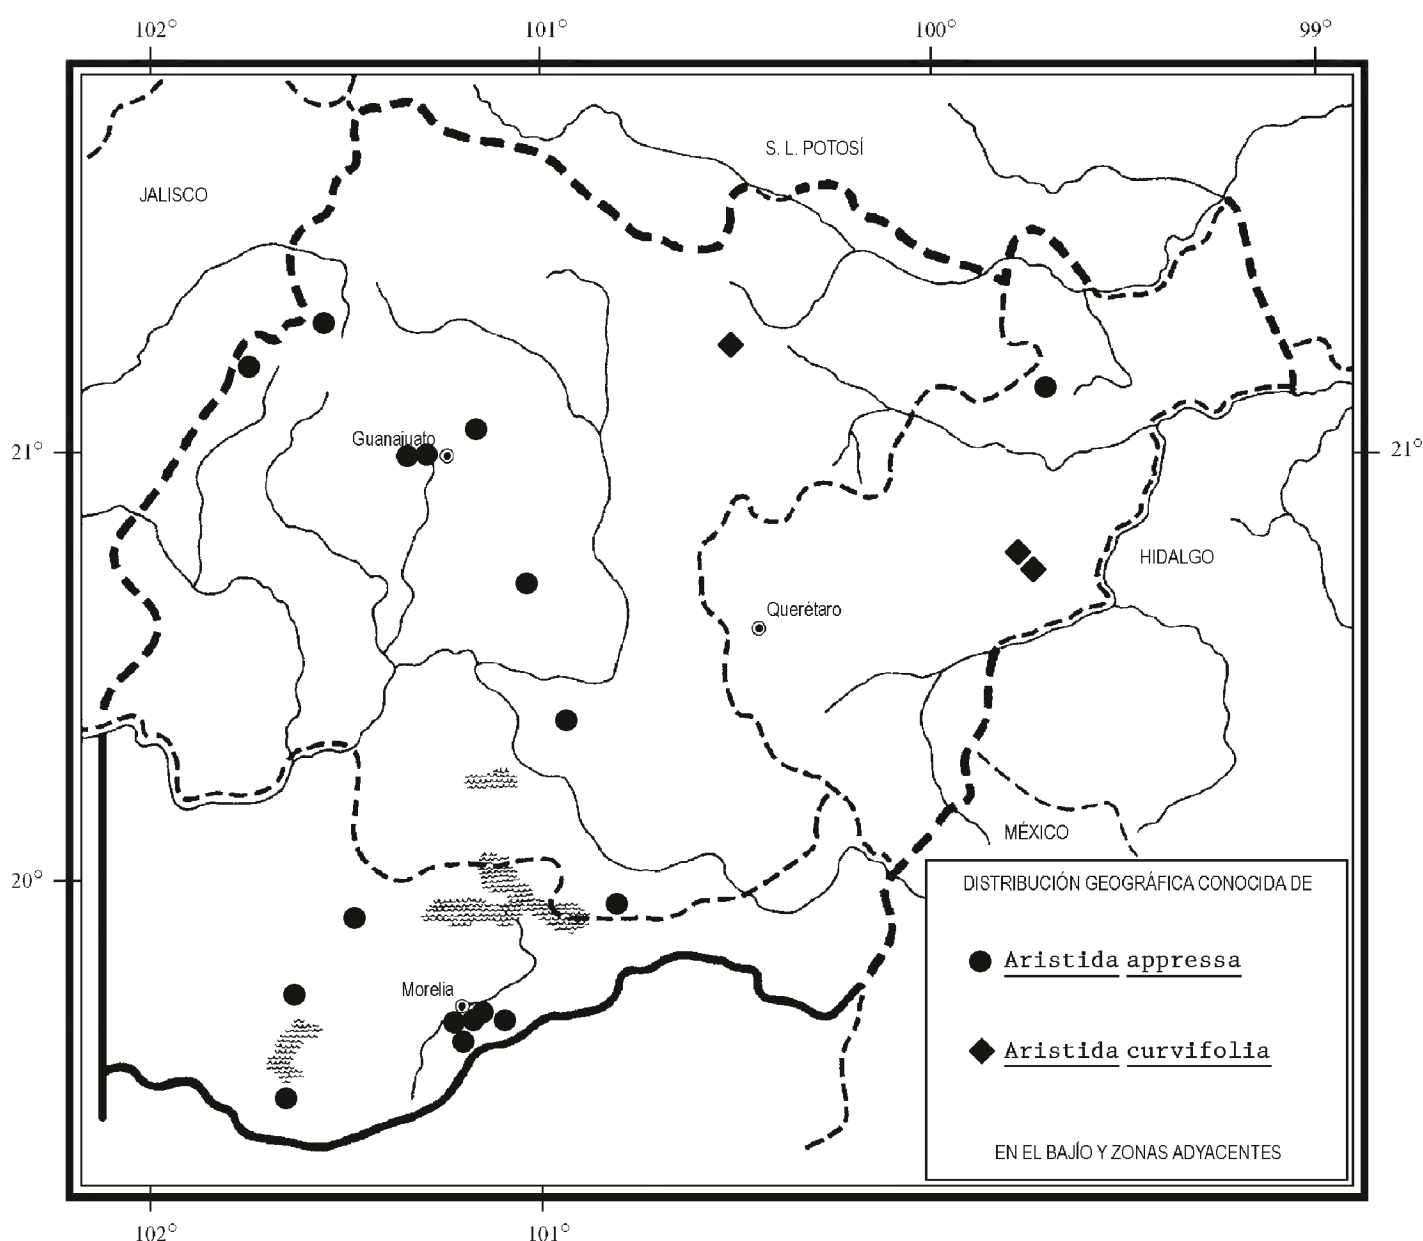 102° 101° 100° 99°
S. L. POTOSÍ
JALISCO
Guanajuato
21° 21°
HIDALGO
Querétaro
MÉXICO
20°
DISTRIBUCIÓN GEOGRÁFICA CONOCIDA DE
Aristida appressa
Morelia
Aristida curvifolia
EN EL BAJÍO Y ZONAS ADYACENTES
102° 101°